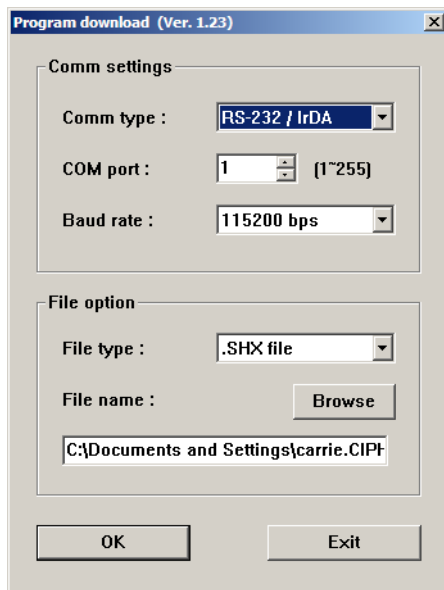 Program download (Ver. 1.23)
Comm settings
Comm type : RS-232 / IrDA
COM port : 1 (1~255)
Baud rate : 115200 bps
File option
File type : .SHX file
File name : Browse
C:\Documents and Settings\carrie.CIPH
OK Exit